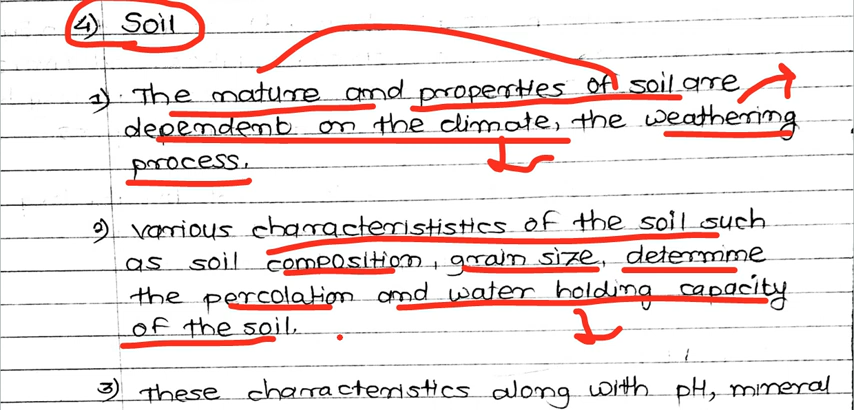 4) Soil
1) The nature and properties of soil are
dependent on the climate, the weathering
process.
2) various characterististics of the soil such
as soil composition, grain size, determine
the percolation and water holding capacity
of the soil.
3) These characteristics along with pH, mineral